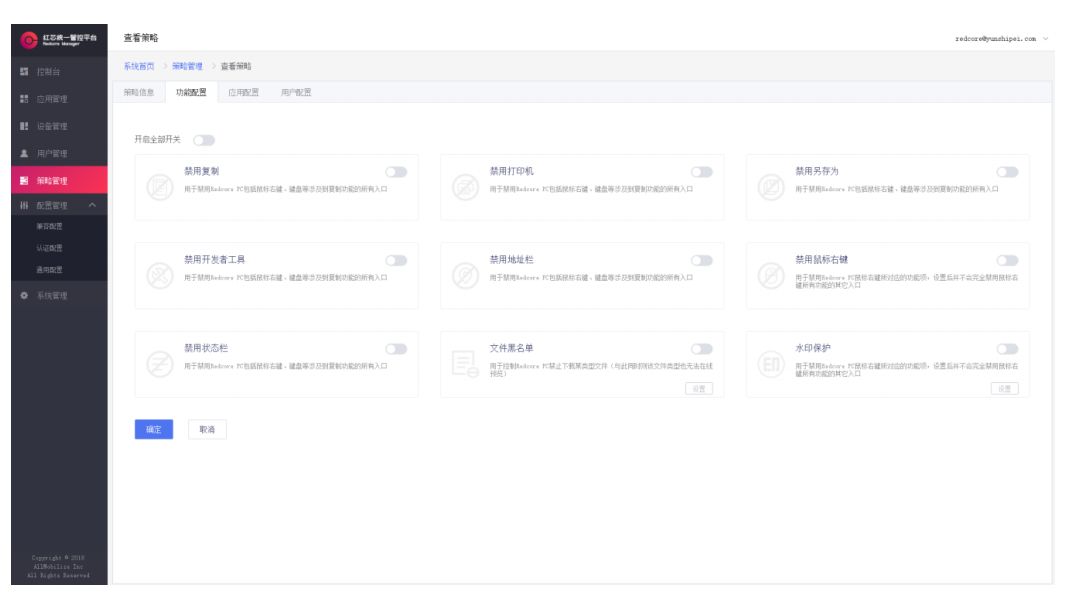 红芯统一管控平台
Redcore Manager
查看策略
redcore@yunshipei.com
控制台
应用管理
设备管理
用户管理
策略管理
配置管理
兼容配置
认证配置
通用配置
系统管理
Copyright © 2018
AllMobilize Inc
All Rights Reserved
系统首页 > 策略管理 > 查看策略
策略信息 功能配置 应用配置 用户配置
开启全部开关
禁用复制
用于禁用Redcore PC包括鼠标右键、键盘等涉及到复制功能的所有入口
禁用打印机
用于禁用Redcore PC包括鼠标右键、键盘等涉及到复制功能的所有入口
禁用另存为
用于禁用Redcore PC包括鼠标右键、键盘等涉及到复制功能的所有入口
禁用开发者工具
用于禁用Redcore PC包括鼠标右键、键盘等涉及到复制功能的所有入口
禁用地址栏
用于禁用Redcore PC包括鼠标右键、键盘等涉及到复制功能的所有入口
禁用鼠标右键
用于禁用Redcore PC鼠标右键所对应的功能项，设置后并不会完全禁用鼠标右
键所有功能的其它入口
禁用状态栏
用于禁用Redcore PC包括鼠标右键、键盘等涉及到复制功能的所有入口
文件黑名单
用于控制Redcore PC禁止下载某类型文件（与此同时则该文件类型也无法在线
预览）
设置
水印保护
用于禁用Redcore PC鼠标右键所对应的功能项，设置后并不会完全禁用鼠标右
键所有功能的其它入口
设置
确定 取消